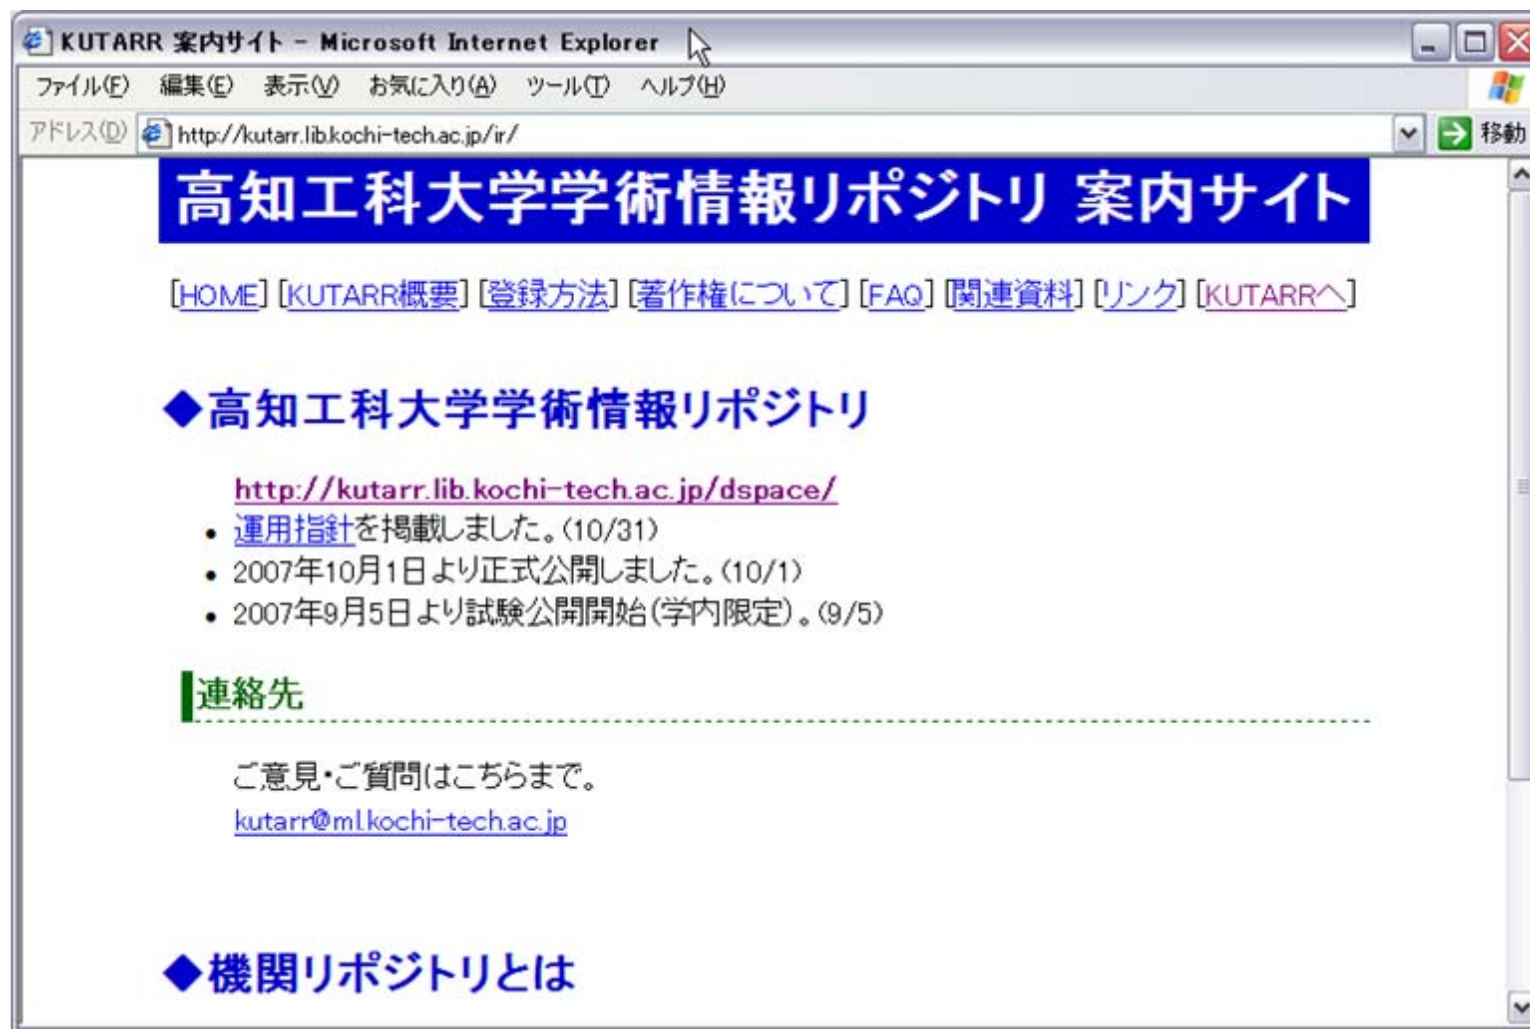 KUTARR 案内サイト - Microsoft Internet Explorer
ファイル(F) 編集(E) 表示(V) お気に入り(A) ツール(T) ヘルプ(H)
アドレス(D) http://kutarr.lib.kochi-tech.ac.jp/ir/ 移動
高知工科大学学術情報リポジトリ 案内サイト
[HOME] [KUTARR概要] [登録方法] [著作権について] [FAQ] [関連資料] [リンク] [KUTARRへ]
◆高知工科大学学術情報リポジトリ
http://kutarr.lib.kochi-tech.ac.jp/dspace/
• 運用指針を掲載しました。(10/31)
• 2007年10月1日より正式公開しました。(10/1)
• 2007年9月5日より試験公開開始(学内限定)。(9/5)
連絡先
ご意見・ご質問はこちらまで。
kutarr@ml.kochi-tech.ac.jp
◆機関リポジトリとは